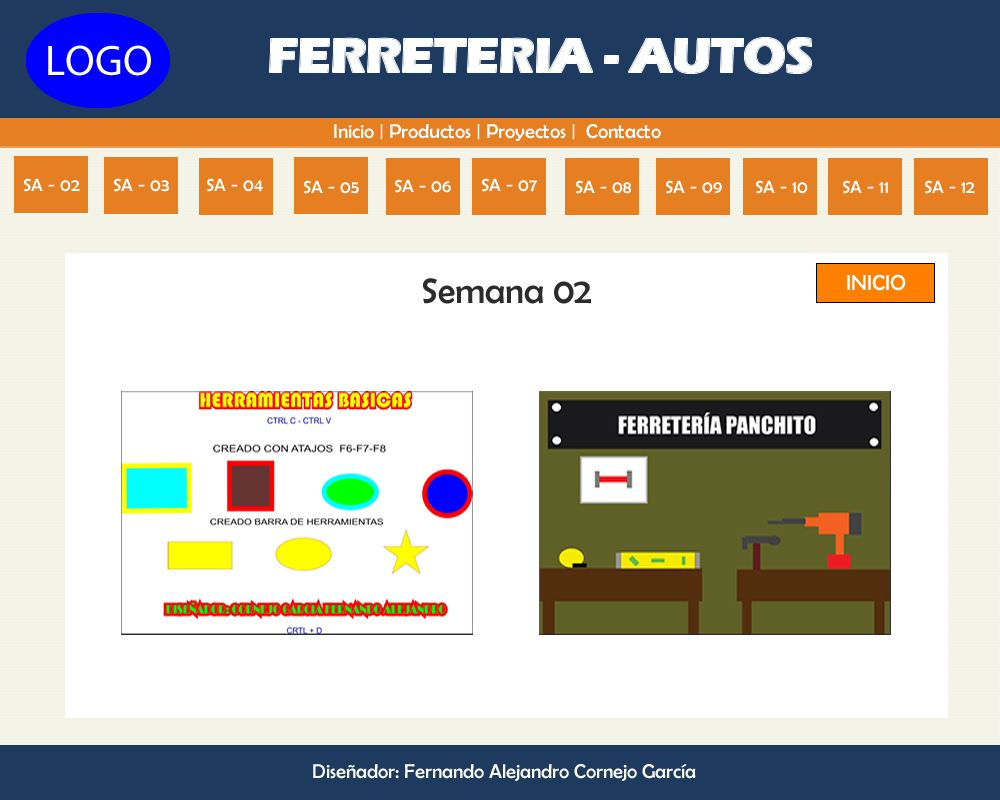 LOGO
FERRETERIA - AUTOS
Inicio | Productos | Proyectos | Contacto
SA - 02 SA - 03 SA - 04 SA - 05 SA - 06 SA - 07 SA - 08 SA - 09 SA - 10 SA - 11 SA - 12
Semana 02
INICIO
HERRAMIENTAS BASICAS
CTRL C - CTRL V
CREADO CON ATAJOS F6-F7-F8
CREADO BARRA DE HERRAMIENTAS
DISEÑADOR: CORNEJO GARCIA FERNANDO ALEJANDRO
CRTL + D
FERRETERÍA PANCHITO
Diseñador: Fernando Alejandro Cornejo García